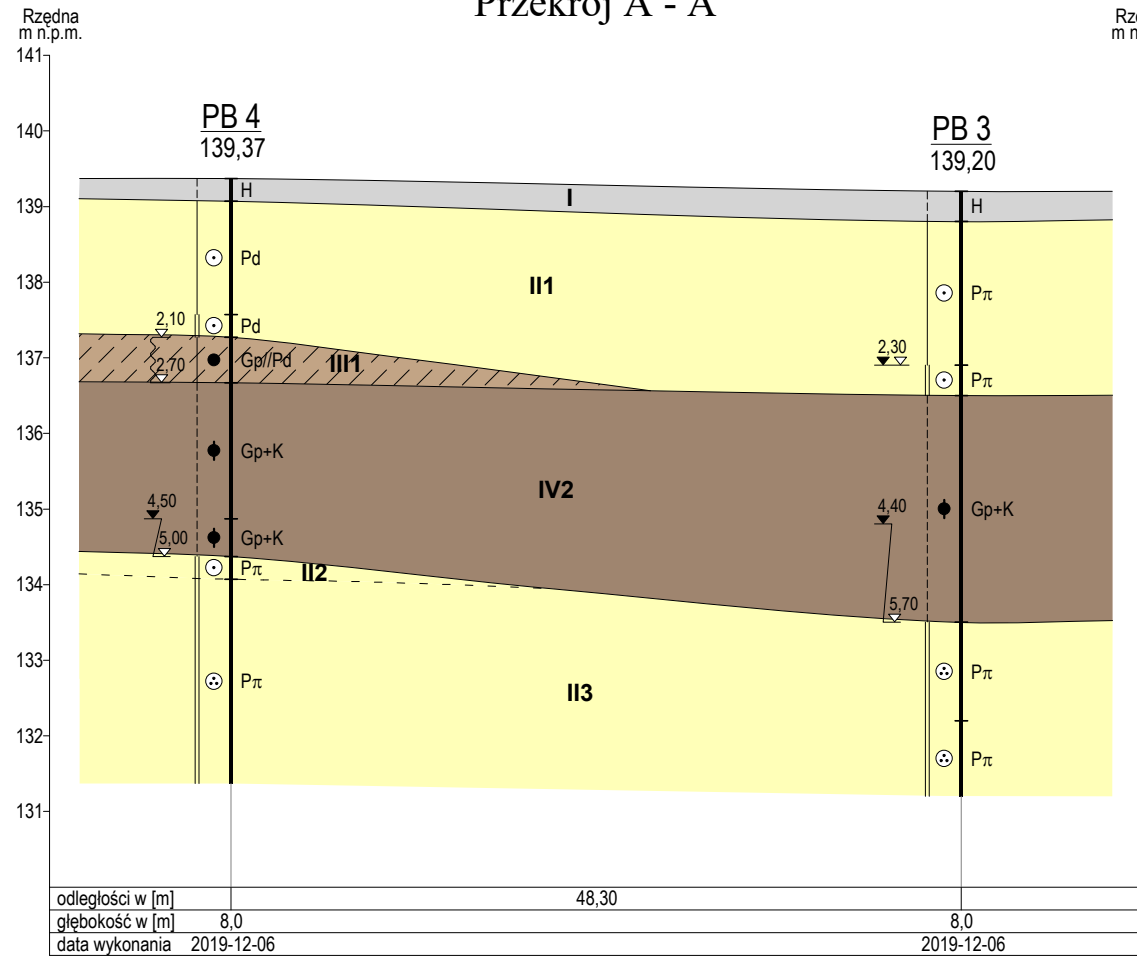 Przekrój A - A
Rzędna
m n.p.m.
Rzę
m n
141
140
139
138
137
136
135
134
133
132
131
PB 4
139,37
PB 3
139,20
H
I
H
Pd
II1
Pπ
2,10
Pd
2,30
Gp//Pd
III1
2,70
Pπ
Gp+K
IV2
4,50
4,40
Gp+K
5,00
Gp+K
Pπ
II2
5,70
Pπ
II3
Pπ
Pπ
odległości w [m]
48,30
głębokość w [m]
8,0
8,0
data wykonania
2019-12-06
2019-12-06